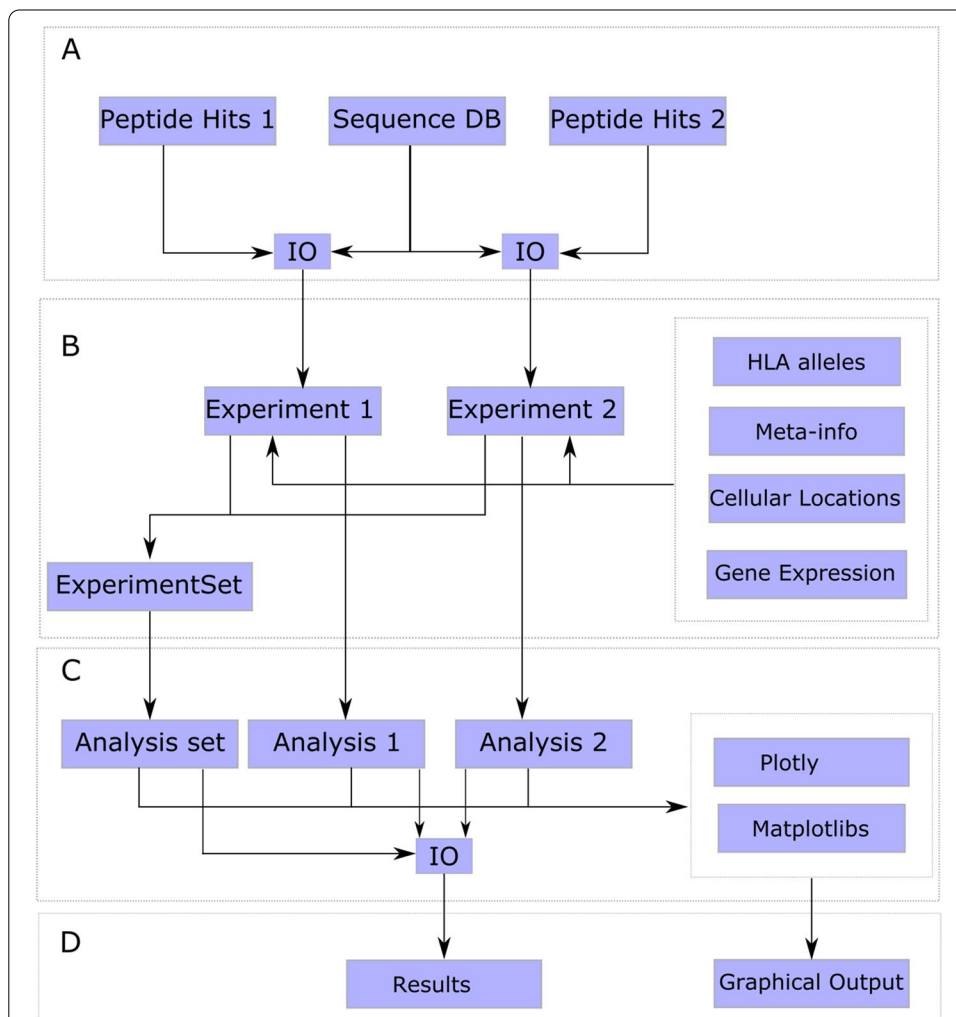 A
Peptide Hits 1
Sequence DB
Peptide Hits 2
IO
IO
B
HLA alleles
Experiment 1
Experiment 2
Meta-info
Cellular Locations
ExperimentSet
Gene Expression
C
Analysis set
Analysis 1
Analysis 2
Plotly
Matplotlibs
IO
D
Results
Graphical Output